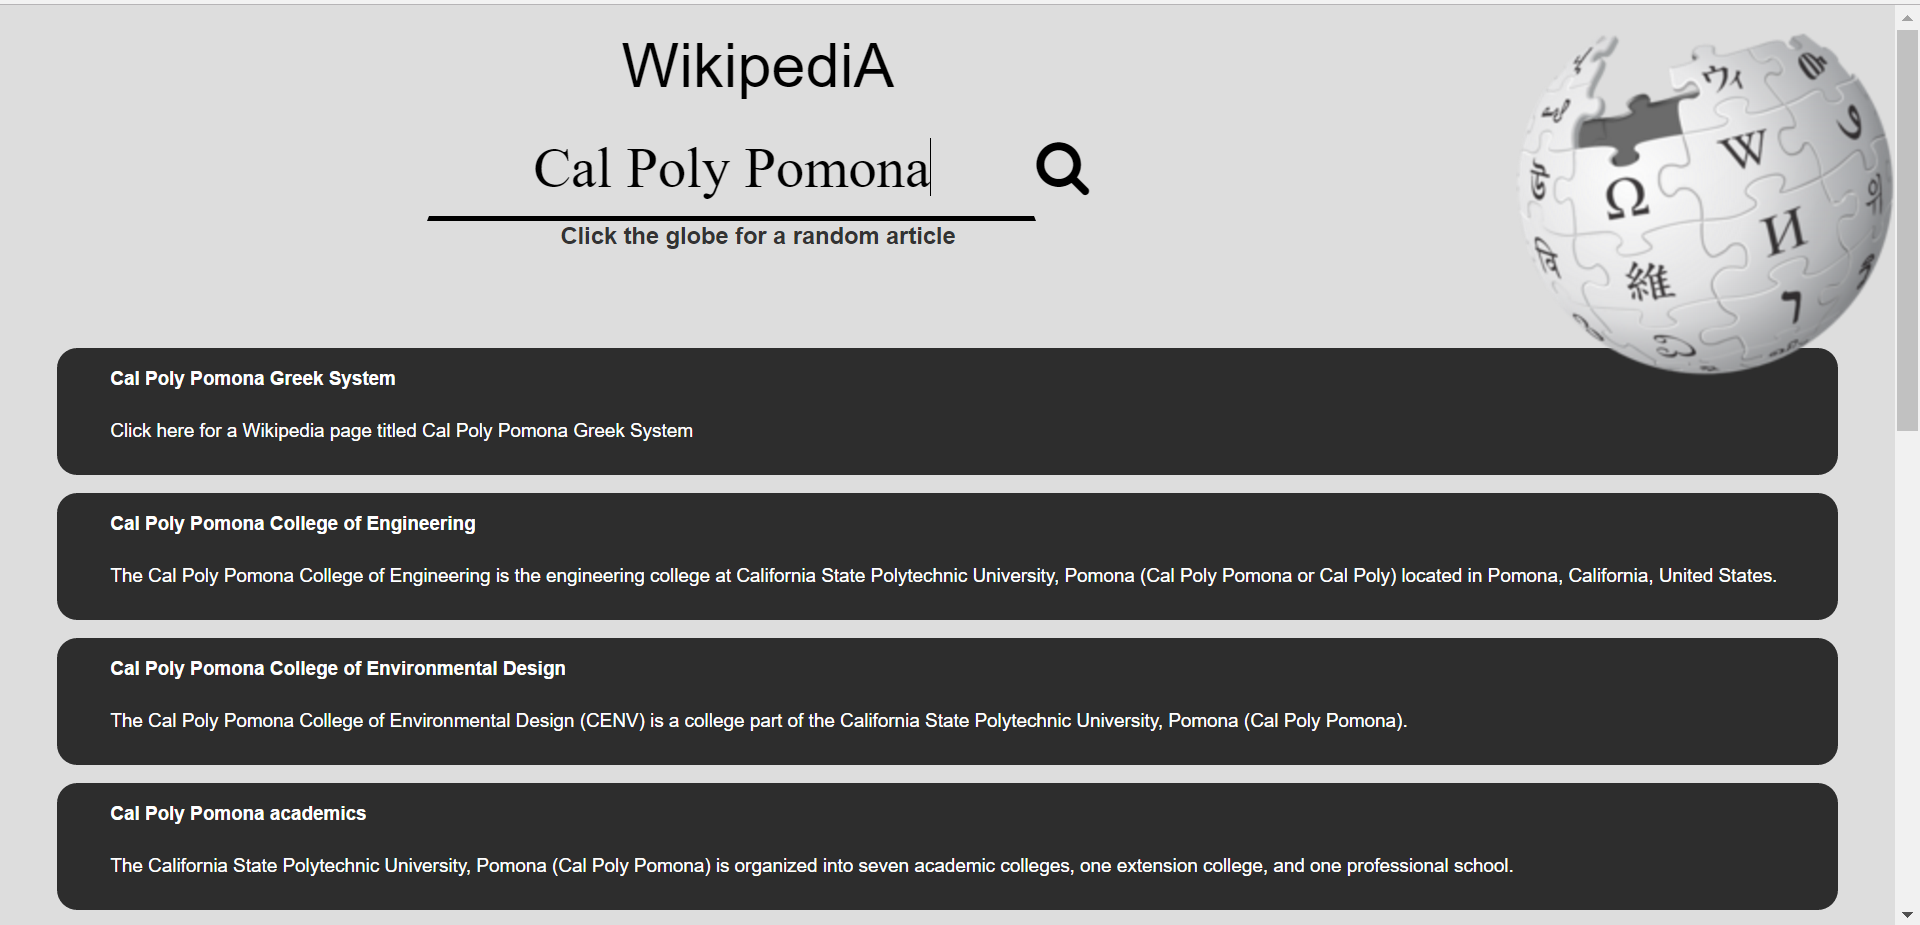 WikipediA
Cal Poly Pomona
Click the globe for a random article
ウィ
W
Ω
И
維
Cal Poly Pomona Greek System
Click here for a Wikipedia page titled Cal Poly Pomona Greek System
Cal Poly Pomona College of Engineering
The Cal Poly Pomona College of Engineering is the engineering college at California State Polytechnic University, Pomona (Cal Poly Pomona or Cal Poly) located in Pomona, California, United States.
Cal Poly Pomona College of Environmental Design
The Cal Poly Pomona College of Environmental Design (CENV) is a college part of the California State Polytechnic University, Pomona (Cal Poly Pomona).
Cal Poly Pomona academics
The California State Polytechnic University, Pomona (Cal Poly Pomona) is organized into seven academic colleges, one extension college, and one professional school.